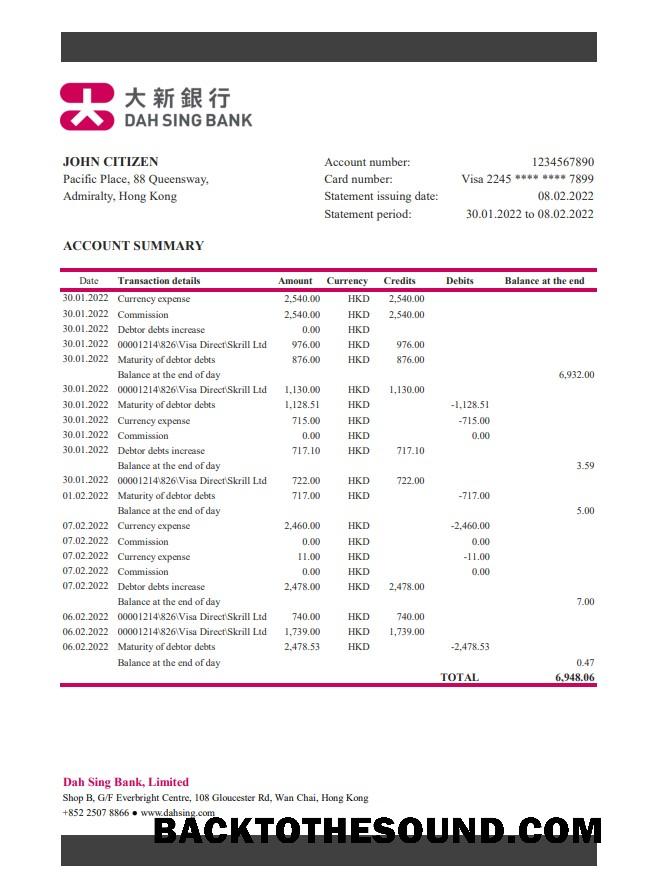 大新銀行
DAH SING BANK
JOHN CITIZEN
Pacific Place, 88 Queensway,
Admiralty, Hong Kong
Account number: 1234567890
Card number: Visa 2245 **** **** 7899
Statement issuing date: 08.02.2022
Statement period: 30.01.2022 to 08.02.2022
ACCOUNT SUMMARY
Date Transaction details Amount Currency Credits Debits Balance at the end
30.01.2022 Currency expense 2,540.00 HKD 2,540.00
30.01.2022 Commission 2,540.00 HKD 2,540.00
30.01.2022 Debtor debts increase 0.00 HKD
30.01.2022 00001214\826\Visa Direct\Skrill Ltd 976.00 HKD 976.00
30.01.2022 Maturity of debtor debts 876.00 HKD 876.00
Balance at the end of day 6,932.00
30.01.2022 00001214\826\Visa Direct\Skrill Ltd 1,130.00 HKD 1,130.00
30.01.2022 Maturity of debtor debts 1,128.51 HKD -1,128.51
30.01.2022 Currency expense 715.00 HKD -715.00
30.01.2022 Commission 0.00 HKD 0.00
30.01.2022 Debtor debts increase 717.10 HKD 717.10
Balance at the end of day 3.59
30.01.2022 00001214\826\Visa Direct\Skrill Ltd 722.00 HKD 722.00
01.02.2022 Maturity of debtor debts 717.00 HKD -717.00
Balance at the end of day 5.00
07.02.2022 Currency expense 2,460.00 HKD -2,460.00
07.02.2022 Commission 0.00 HKD 0.00
07.02.2022 Currency expense 11.00 HKD -11.00
07.02.2022 Commission 0.00 HKD 0.00
07.02.2022 Debtor debts increase 2,478.00 HKD 2,478.00
Balance at the end of day 7.00
06.02.2022 00001214\826\Visa Direct\Skrill Ltd 740.00 HKD 740.00
06.02.2022 00001214\826\Visa Direct\Skrill Ltd 1,739.00 HKD 1,739.00
06.02.2022 Maturity of debtor debts 2,478.53 HKD -2,478.53
Balance at the end of day 0.47
TOTAL 6,948.06
Dah Sing Bank, Limited
Shop B, G/F Everbright Centre, 108 Gloucester Rd, Wan Chai, Hong Kong
+852 2507 8866 ● www.dahsing.com
BACKTOTHESOUND.COM